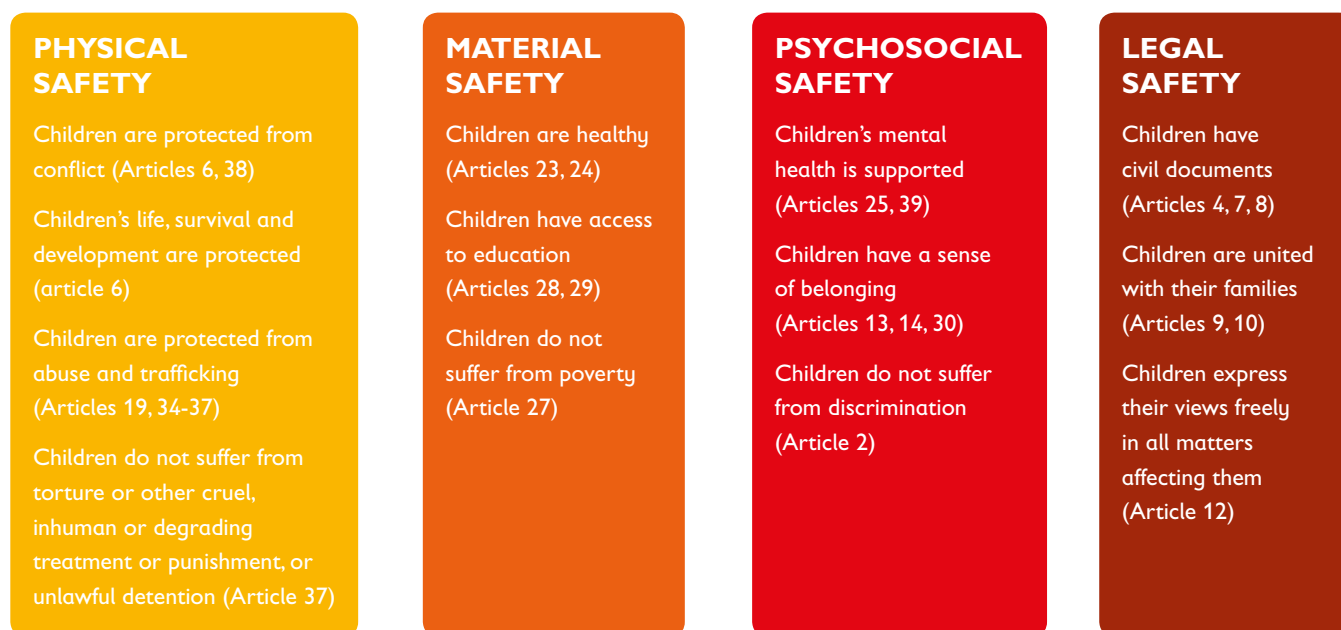 PHYSICAL
SAFETY
Children are protected from
conflict (Articles 6, 38)
Children’s life, survival and
development are protected
(article 6)
Children are protected from
abuse and trafficking
(Articles 19, 34-37)
Children do not suffer from
torture or other cruel,
inhuman or degrading
treatment or punishment, or
unlawful detention (Article 37)
MATERIAL
SAFETY
Children are healthy
(Articles 23, 24)
Children have access
to education
(Articles 28, 29)
Children do not
suffer from poverty
(Article 27)
PSYCHOSOCIAL
SAFETY
Children’s mental
health is supported
(Articles 25, 39)
Children have a sense
of belonging
(Articles 13, 14, 30)
Children do not suffer
from discrimination
(Article 2)
LEGAL
SAFETY
Children have
civil documents
(Articles 4, 7, 8)
Children are united
with their families
(Articles 9, 10)
Children express
their views freely
in all matters
affecting them
(Article 12)